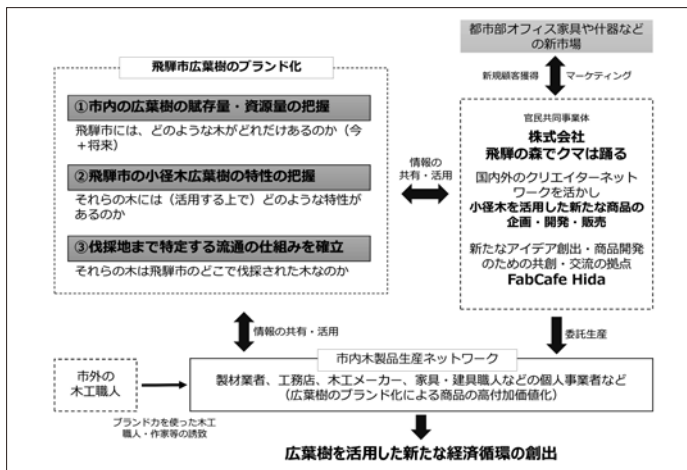 都市部オフィス家具や什器など
の新市場
新規顧客獲得
マーケティング
飛騨市広葉樹のブランド化
①市内の広葉樹の賦存量・資源量の把握
飛騨市には、どのような木がどれだけあるのか（今
＋将来）
②飛騨市の小径木広葉樹の特性の把握
それらの木には（活用する上で）どのような特性が
あるのか
③伐採地まで特定する流通の仕組みを確立
それらの木は飛騨市のどこで伐採された木なのか
情報の
共有・活用
官民共同事業体
株式会社
飛騨の森でクマは踊る
国内外のクリエイターネット
ワークを活かし
小径木を活用した新たな商品の
企画・開発・販売
新たなアイデア創出・商品開発
のための共創・交流の拠点
FabCafe Hida
情報の共有・活用
委託生産
市外の
木工職人
ブランド力を使った木工
職人・作家等の誘致
市内木製品生産ネットワーク
製材業者、工務店、木工メーカー、家具・建具職人などの個人事業者など
（広葉樹のブランド化による商品の高付加価値化）
広葉樹を活用した新たな経済循環の創出